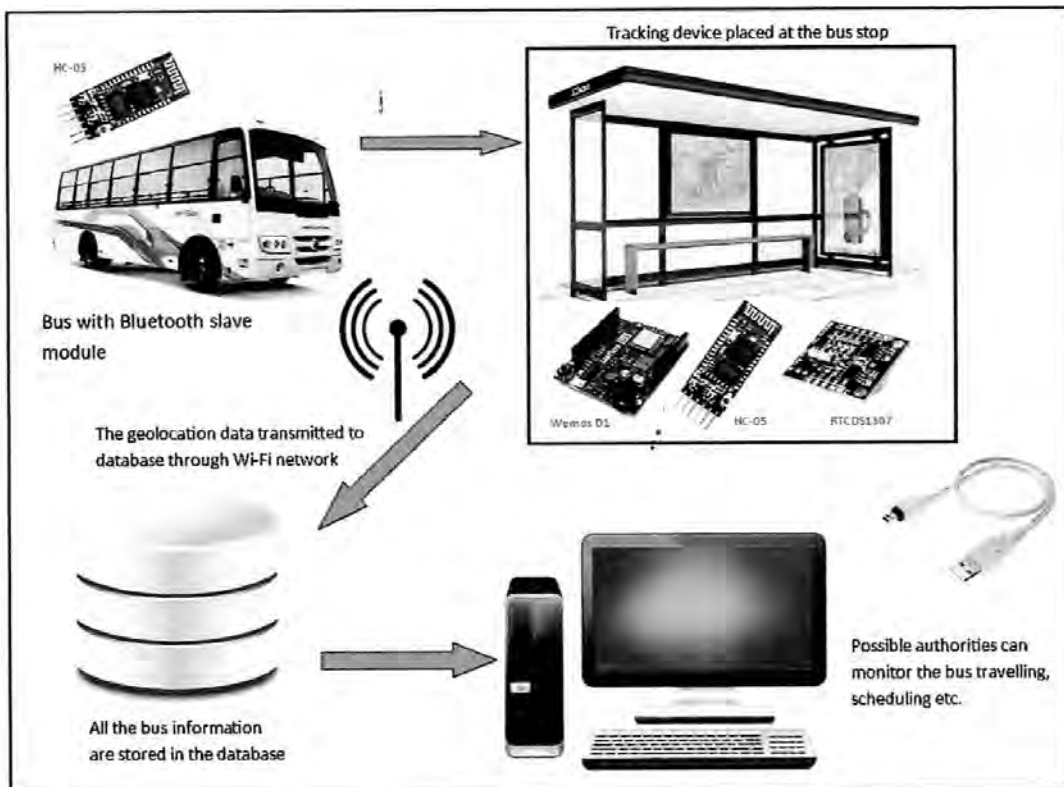 Tracking device placed at the bus stop
HC-05
Bus with Bluetooth slave
module
Wemos D1
HC-05
RTCDS1307
The geolocation data transmitted to
database through Wi-Fi network
Possible authorities can
monitor the bus travelling,
scheduling etc.
All the bus information
are stored in the database